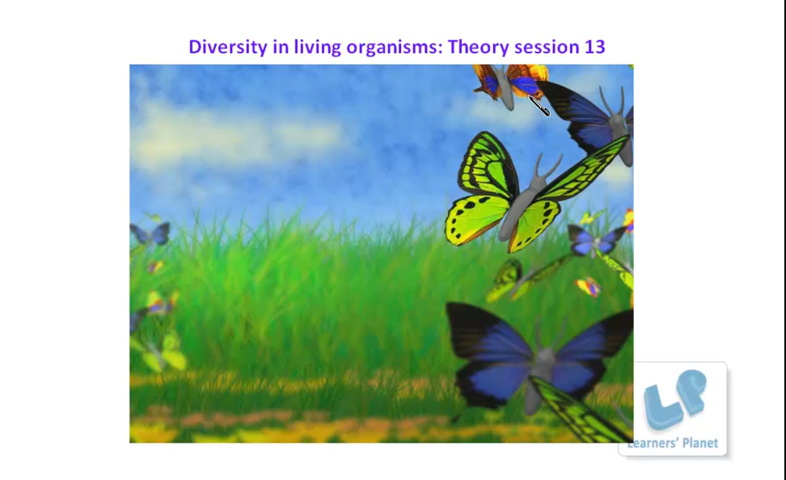 Diversity in living organisms: Theory session 13
LP
Learners' Planet